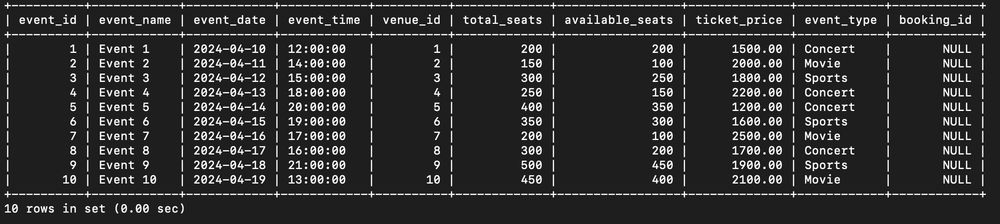 +----------+------------+------------+------------+----------+-------------+-----------------+--------------+------------+------------+
| event_id | event_name | event_date | event_time | venue_id | total_seats | available_seats | ticket_price | event_type | booking_id |
+----------+------------+------------+------------+----------+-------------+-----------------+--------------+------------+------------+
|        1 | Event 1    | 2024-04-10 | 12:00:00   |        1 |         200 |             200 |      1500.00 | Concert    |       NULL |
|        2 | Event 2    | 2024-04-11 | 14:00:00   |        2 |         150 |             100 |      2000.00 | Movie      |       NULL |
|        3 | Event 3    | 2024-04-12 | 15:00:00   |        3 |         300 |             250 |      1800.00 | Sports     |       NULL |
|        4 | Event 4    | 2024-04-13 | 18:00:00   |        4 |         250 |             150 |      2200.00 | Concert    |       NULL |
|        5 | Event 5    | 2024-04-14 | 20:00:00   |        5 |         400 |             350 |      1200.00 | Concert    |       NULL |
|        6 | Event 6    | 2024-04-15 | 19:00:00   |        6 |         350 |             300 |      1600.00 | Sports     |       NULL |
|        7 | Event 7    | 2024-04-16 | 17:00:00   |        7 |         200 |             100 |      2500.00 | Movie      |       NULL |
|        8 | Event 8    | 2024-04-17 | 16:00:00   |        8 |         300 |             200 |      1700.00 | Concert    |       NULL |
|        9 | Event 9    | 2024-04-18 | 21:00:00   |        9 |         500 |             450 |      1900.00 | Sports     |       NULL |
|       10 | Event 10   | 2024-04-19 | 13:00:00   |       10 |         450 |             400 |      2100.00 | Movie      |       NULL |
+----------+------------+------------+------------+----------+-------------+-----------------+--------------+------------+------------+
10 rows in set (0.00 sec)